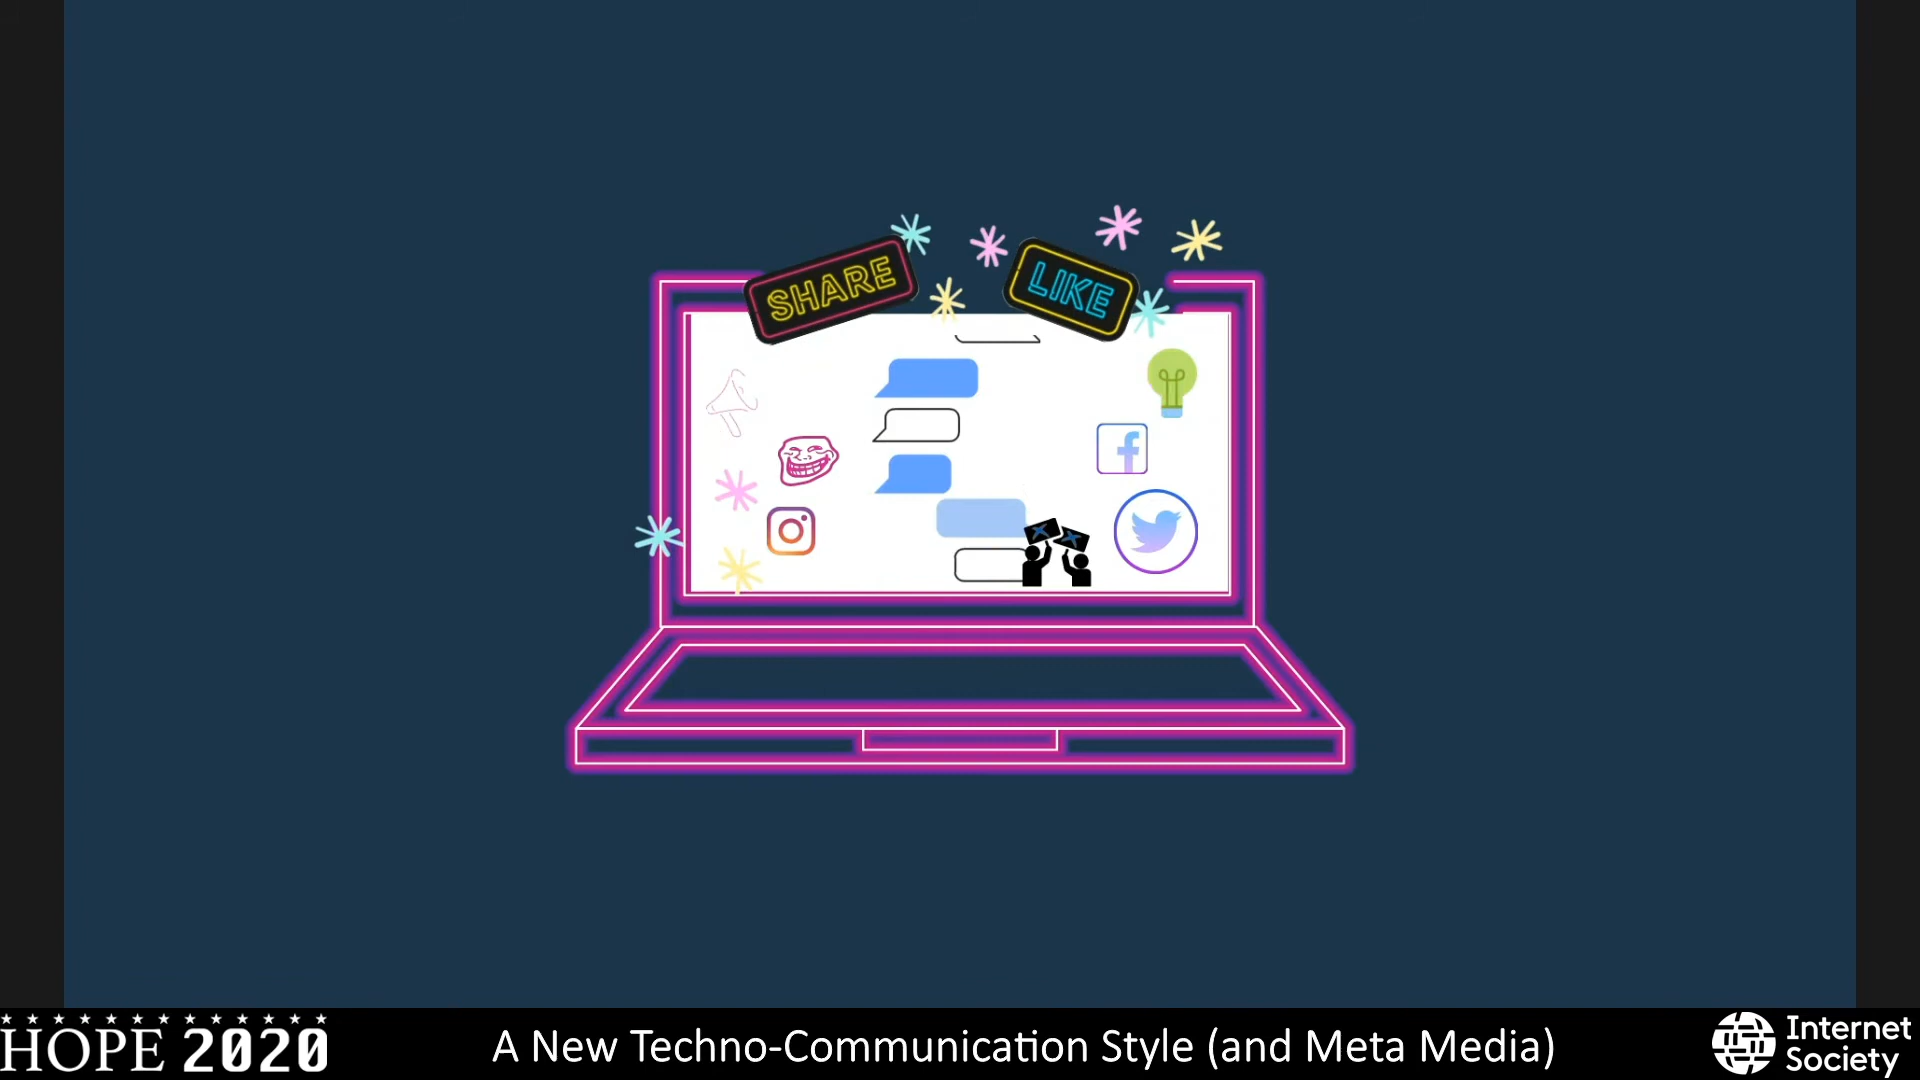 SHARE
LIKE
HOPE 2020
A New Techno-Communication Style (and Meta Media)
Internet
Society